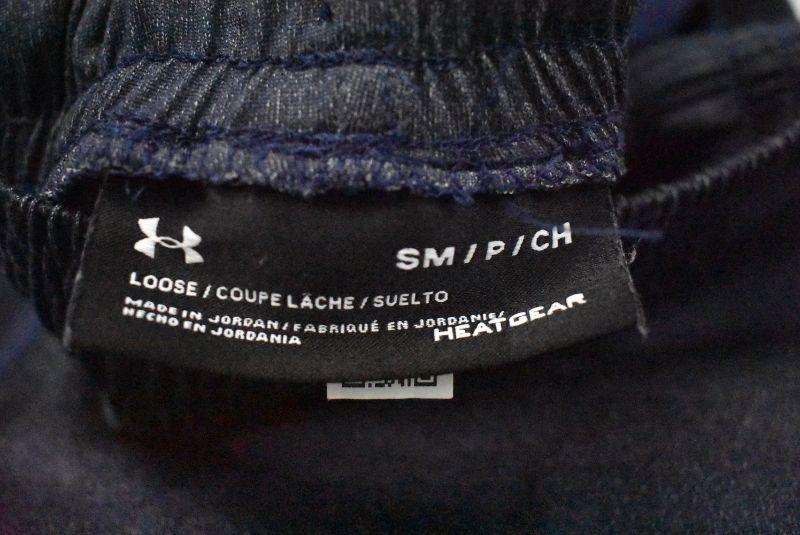 SM / P / CH
LOOSE / COUPE LÂCHE / SUELTO
MADE IN JORDAN / FABRIQUÉ EN JORDANIE/
HECHO EN JORDANIA
HEATGEAR